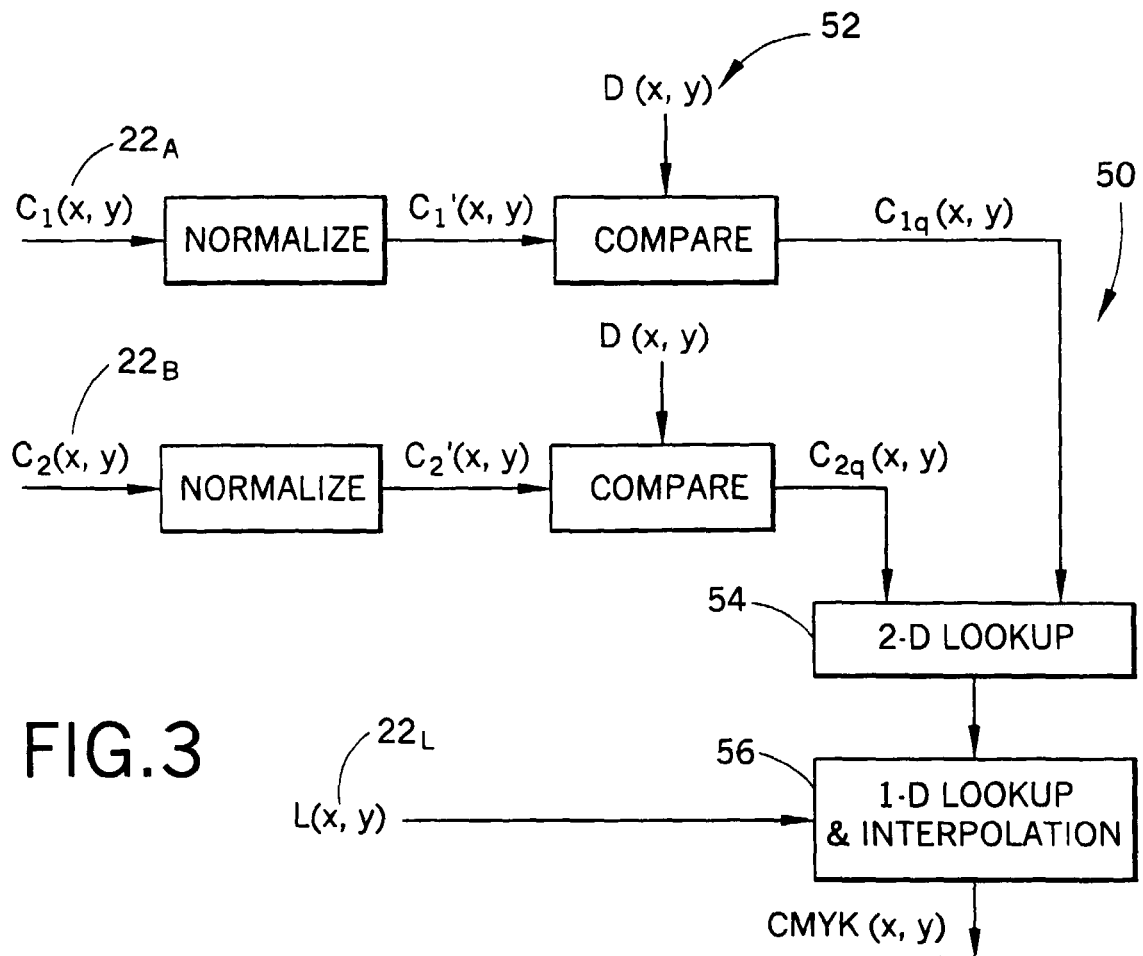 52
D (x, y)
22A
C1(x, y)
NORMALIZE
C1'(x, y)
COMPARE
C1q(x, y)
50
D (x, y)
22B
C2(x, y)
NORMALIZE
C2'(x, y)
COMPARE
C2q(x, y)
54
2-D LOOKUP
FIG.3
22L
L(x, y)
56
1-D LOOKUP
& INTERPOLATION
CMYK (x, y)